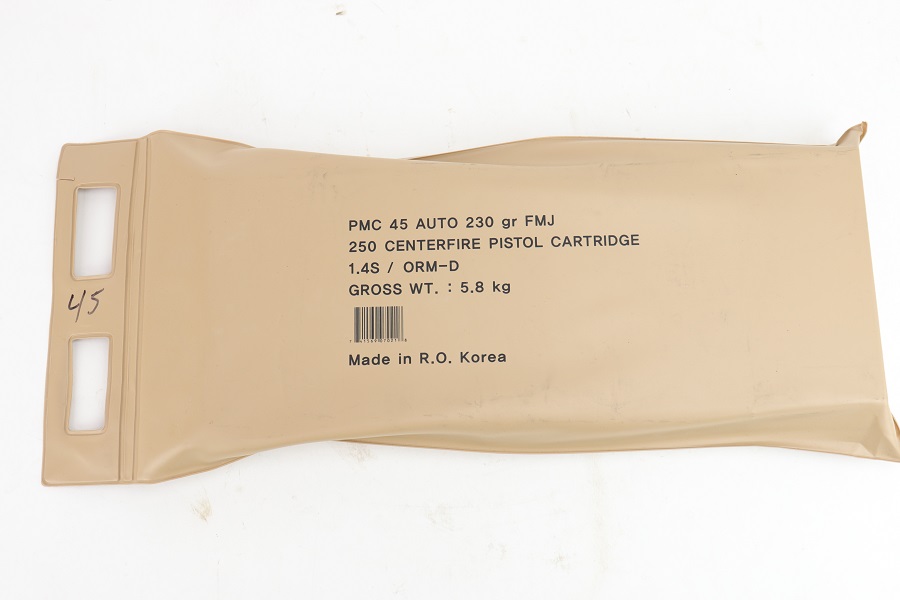 PMC 45 AUTO 230 gr FMJ
250 CENTERFIRE PISTOL CARTRIDGE
1.4S / ORM-D
GROSS WT. : 5.8 kg
Made in R.O. Korea
45